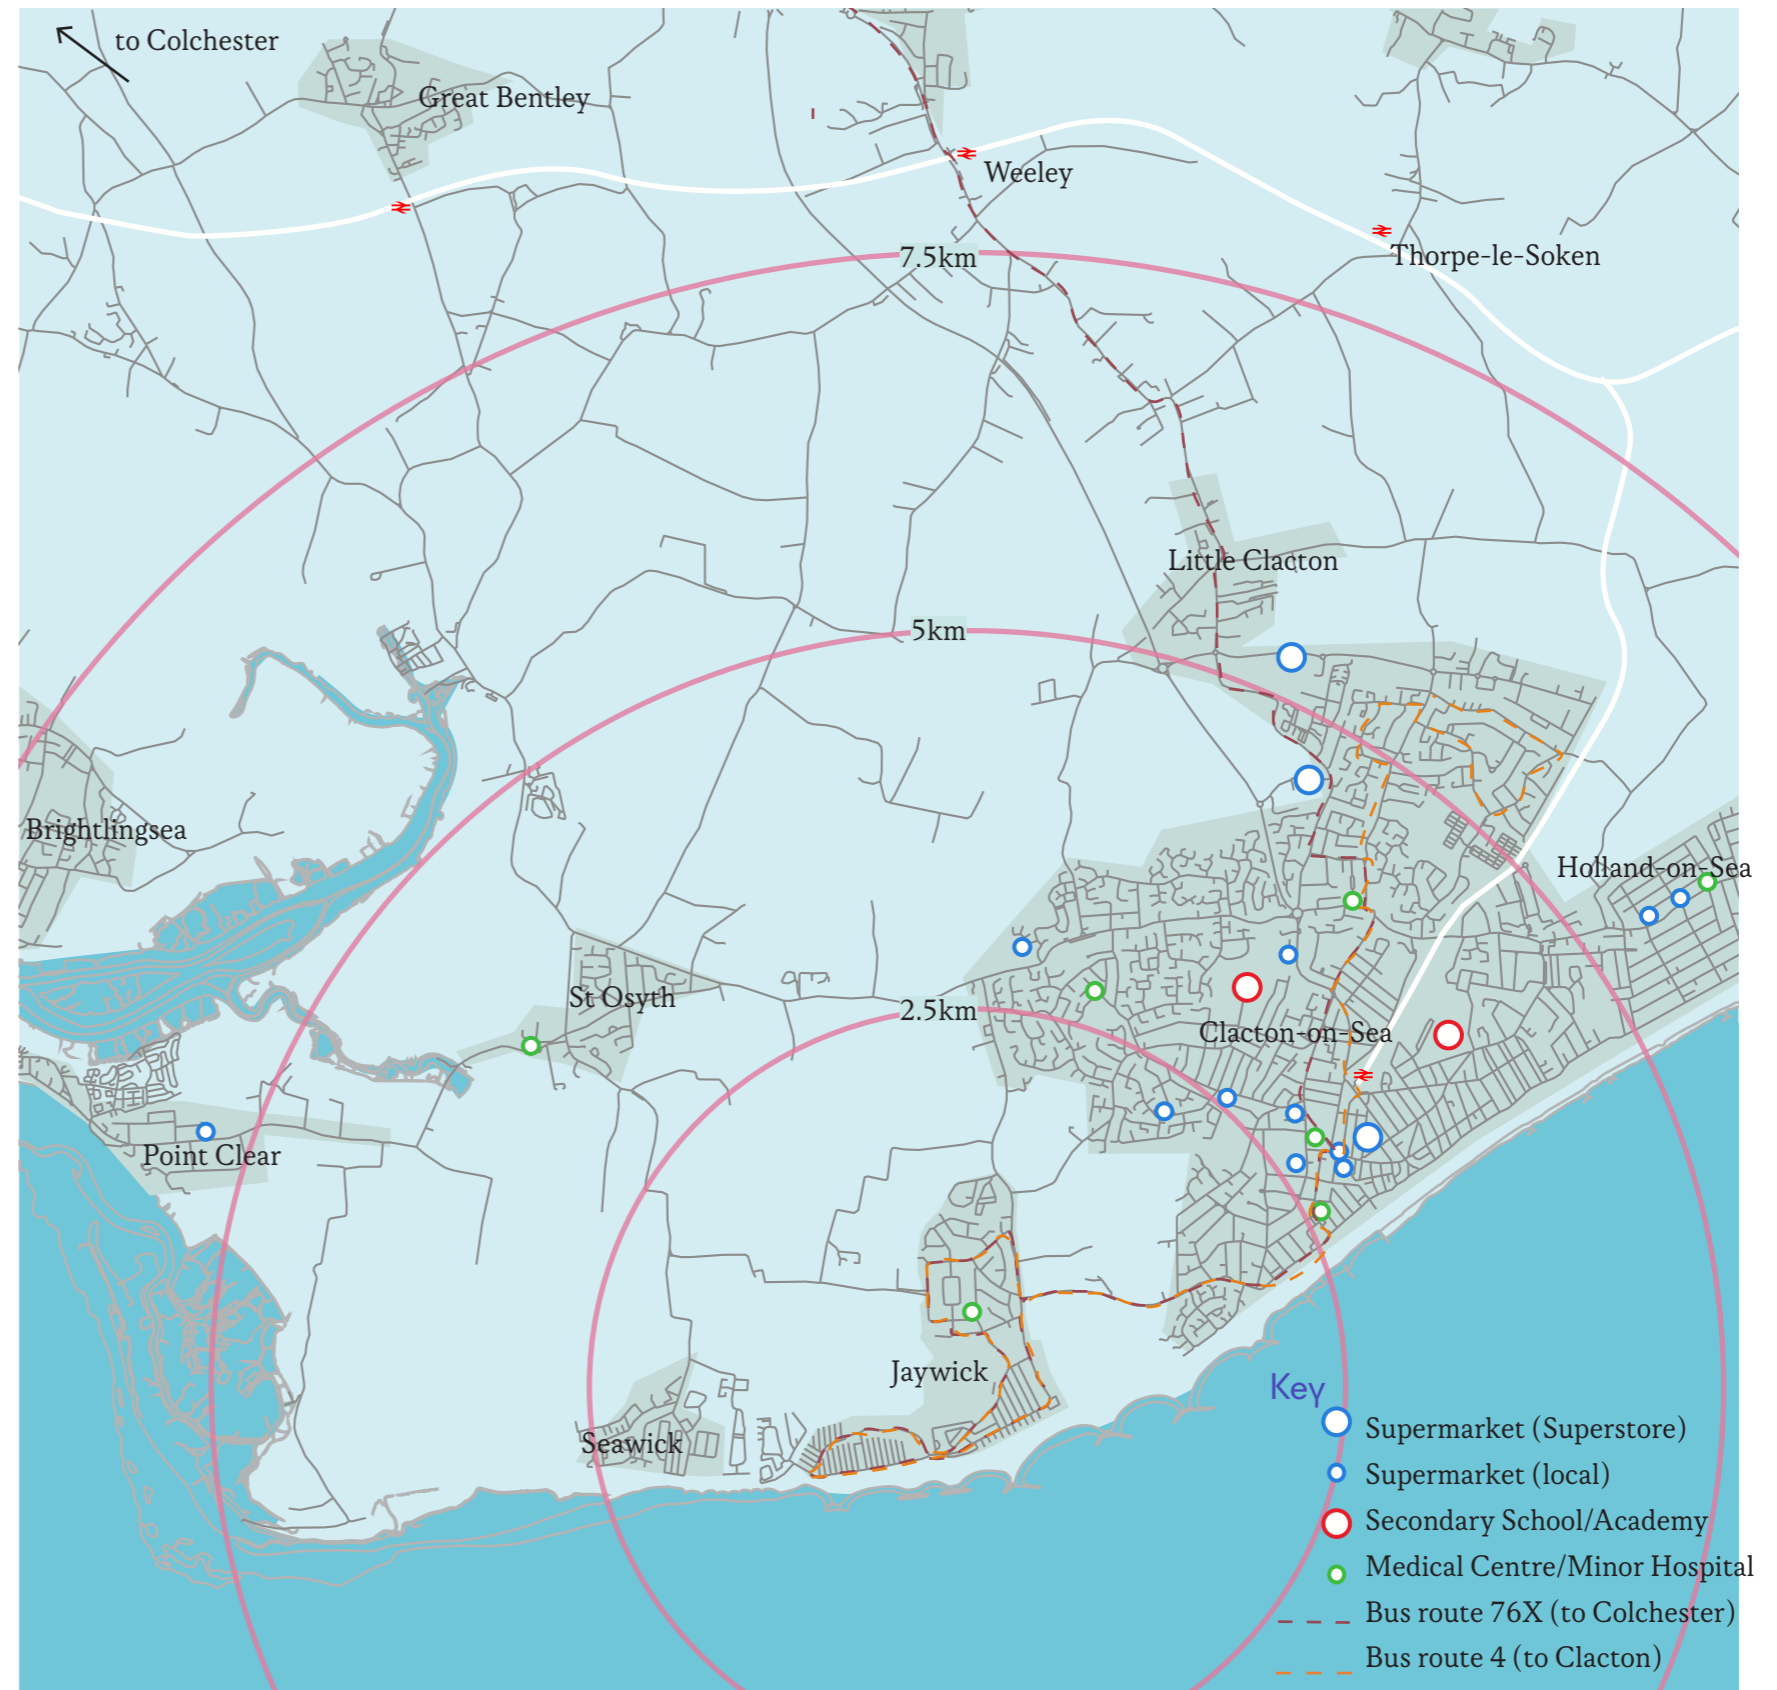 to Colchester
Great Bentley
Weeley
Thorpe-le-Soken
7.5km
Little Clacton
5km
Brightlingsea
Holland-on-Sea
St Osyth
2.5km
Clacton-on-Sea
Point Clear
Jaywick
Seawick
Key
Supermarket (Superstore)
Supermarket (local)
Secondary School/Academy
Medical Centre/Minor Hospital
Bus route 76X (to Colchester)
Bus route 4 (to Clacton)